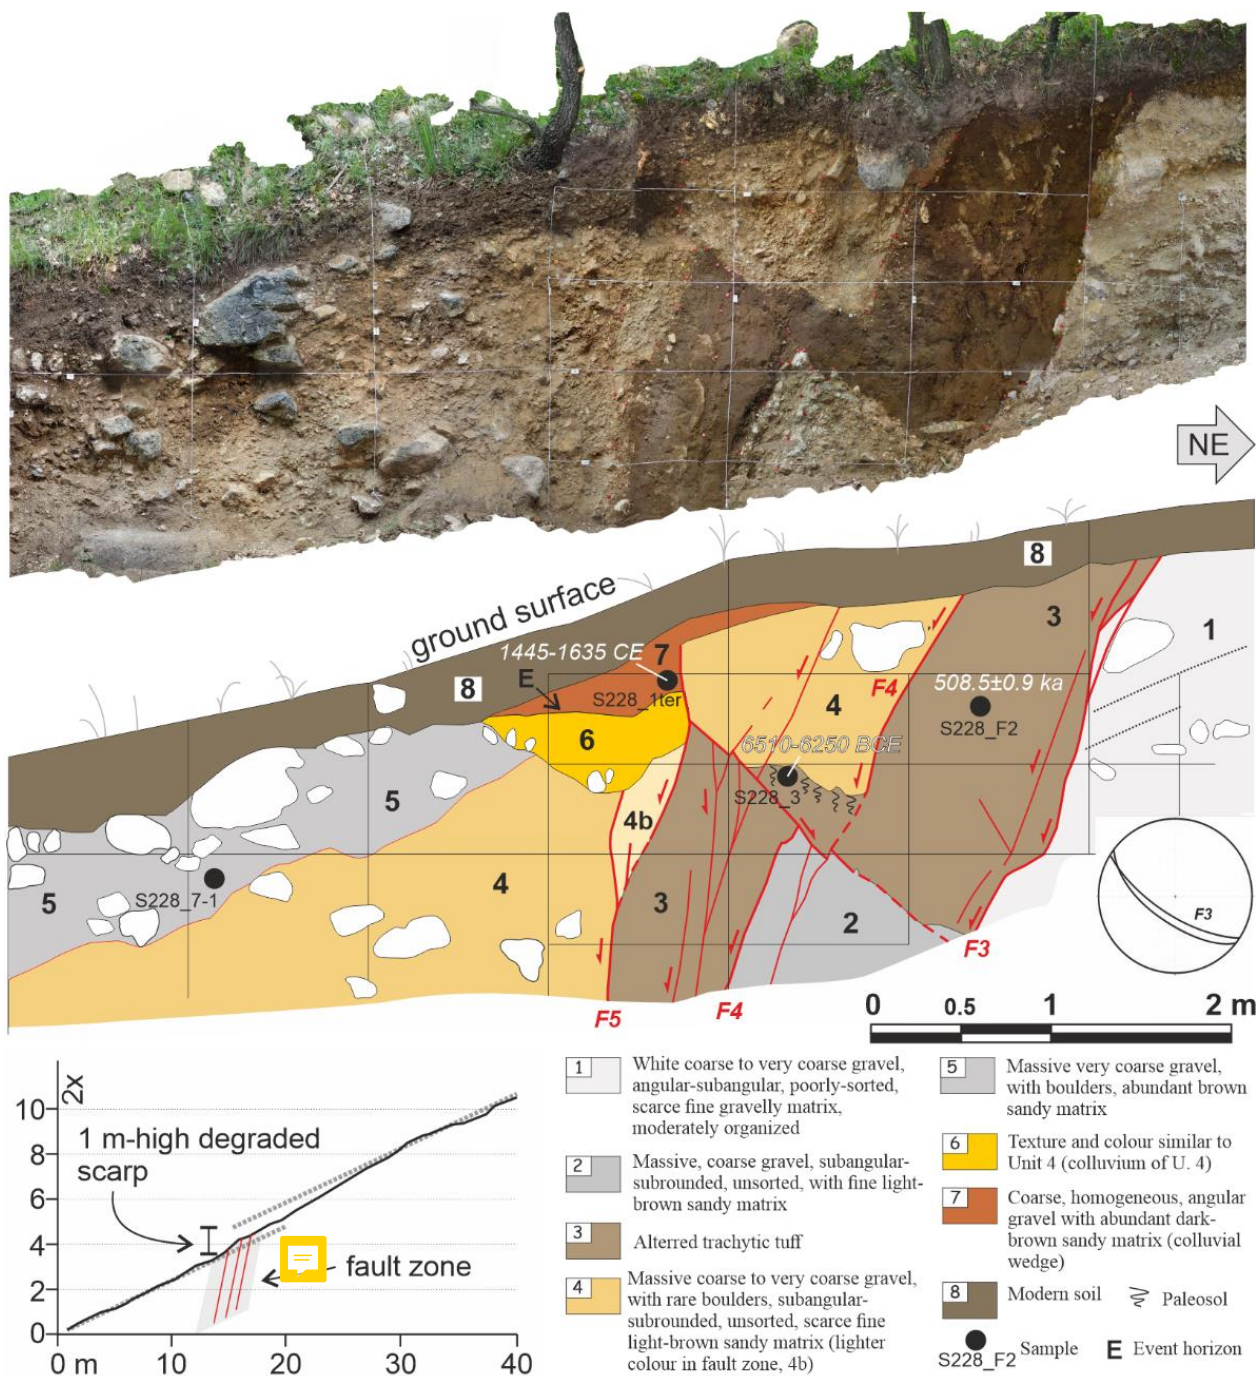 NE
ground surface
8
3
1
1445-1635 CE
7
E
S228_1ter
8
F4
508.5±0.9 ka
S228_F2
4
6
6510-6250 BCE
S228_3
5
4b
S228_7-1
5
4
3
2
F3
F3
F5
F4
0 0.5 1 2 m
2x
10
8
6
4
2
0
1 m-high degraded
scarp
fault zone
0 m 10 20 30 40
1 White coarse to very coarse gravel,
angular-subangular, poorly-sorted,
scarce fine gravelly matrix,
moderately organized
2 Massive, coarse gravel, subangular-
subrounded, unsorted, with fine light-
brown sandy matrix
3 Alterred trachytic tuff
4 Massive coarse to very coarse gravel,
with rare boulders, subangular-
subrounded, unsorted, scarce fine
light-brown sandy matrix (lighter
colour in fault zone, 4b)
5 Massive very coarse gravel,
with boulders, abundant brown
sandy matrix
6 Texture and colour similar to
Unit 4 (colluvium of U. 4)
7 Coarse, homogeneous, angular
gravel with abundant dark-
brown sandy matrix (colluvial
wedge)
8 Modern soil
Paleosol
S228_F2 Sample
E Event horizon